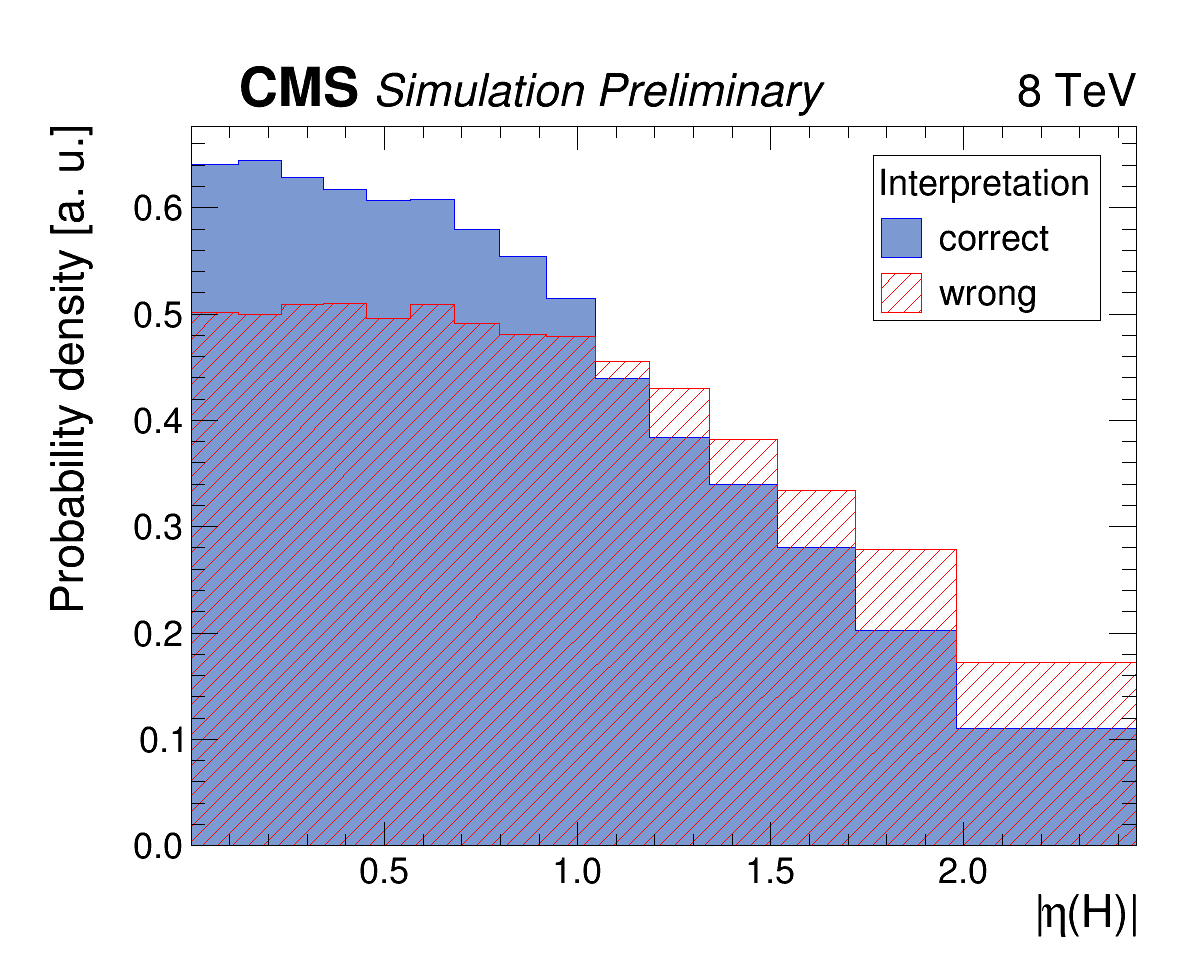 CMS Simulation Preliminary 8 TeV
Probability density [a. u.]
Interpretation
correct
wrong
0.6
0.5
0.4
0.3
0.2
0.1
0.0
0.5 1.0 1.5 2.0
|η(H)|